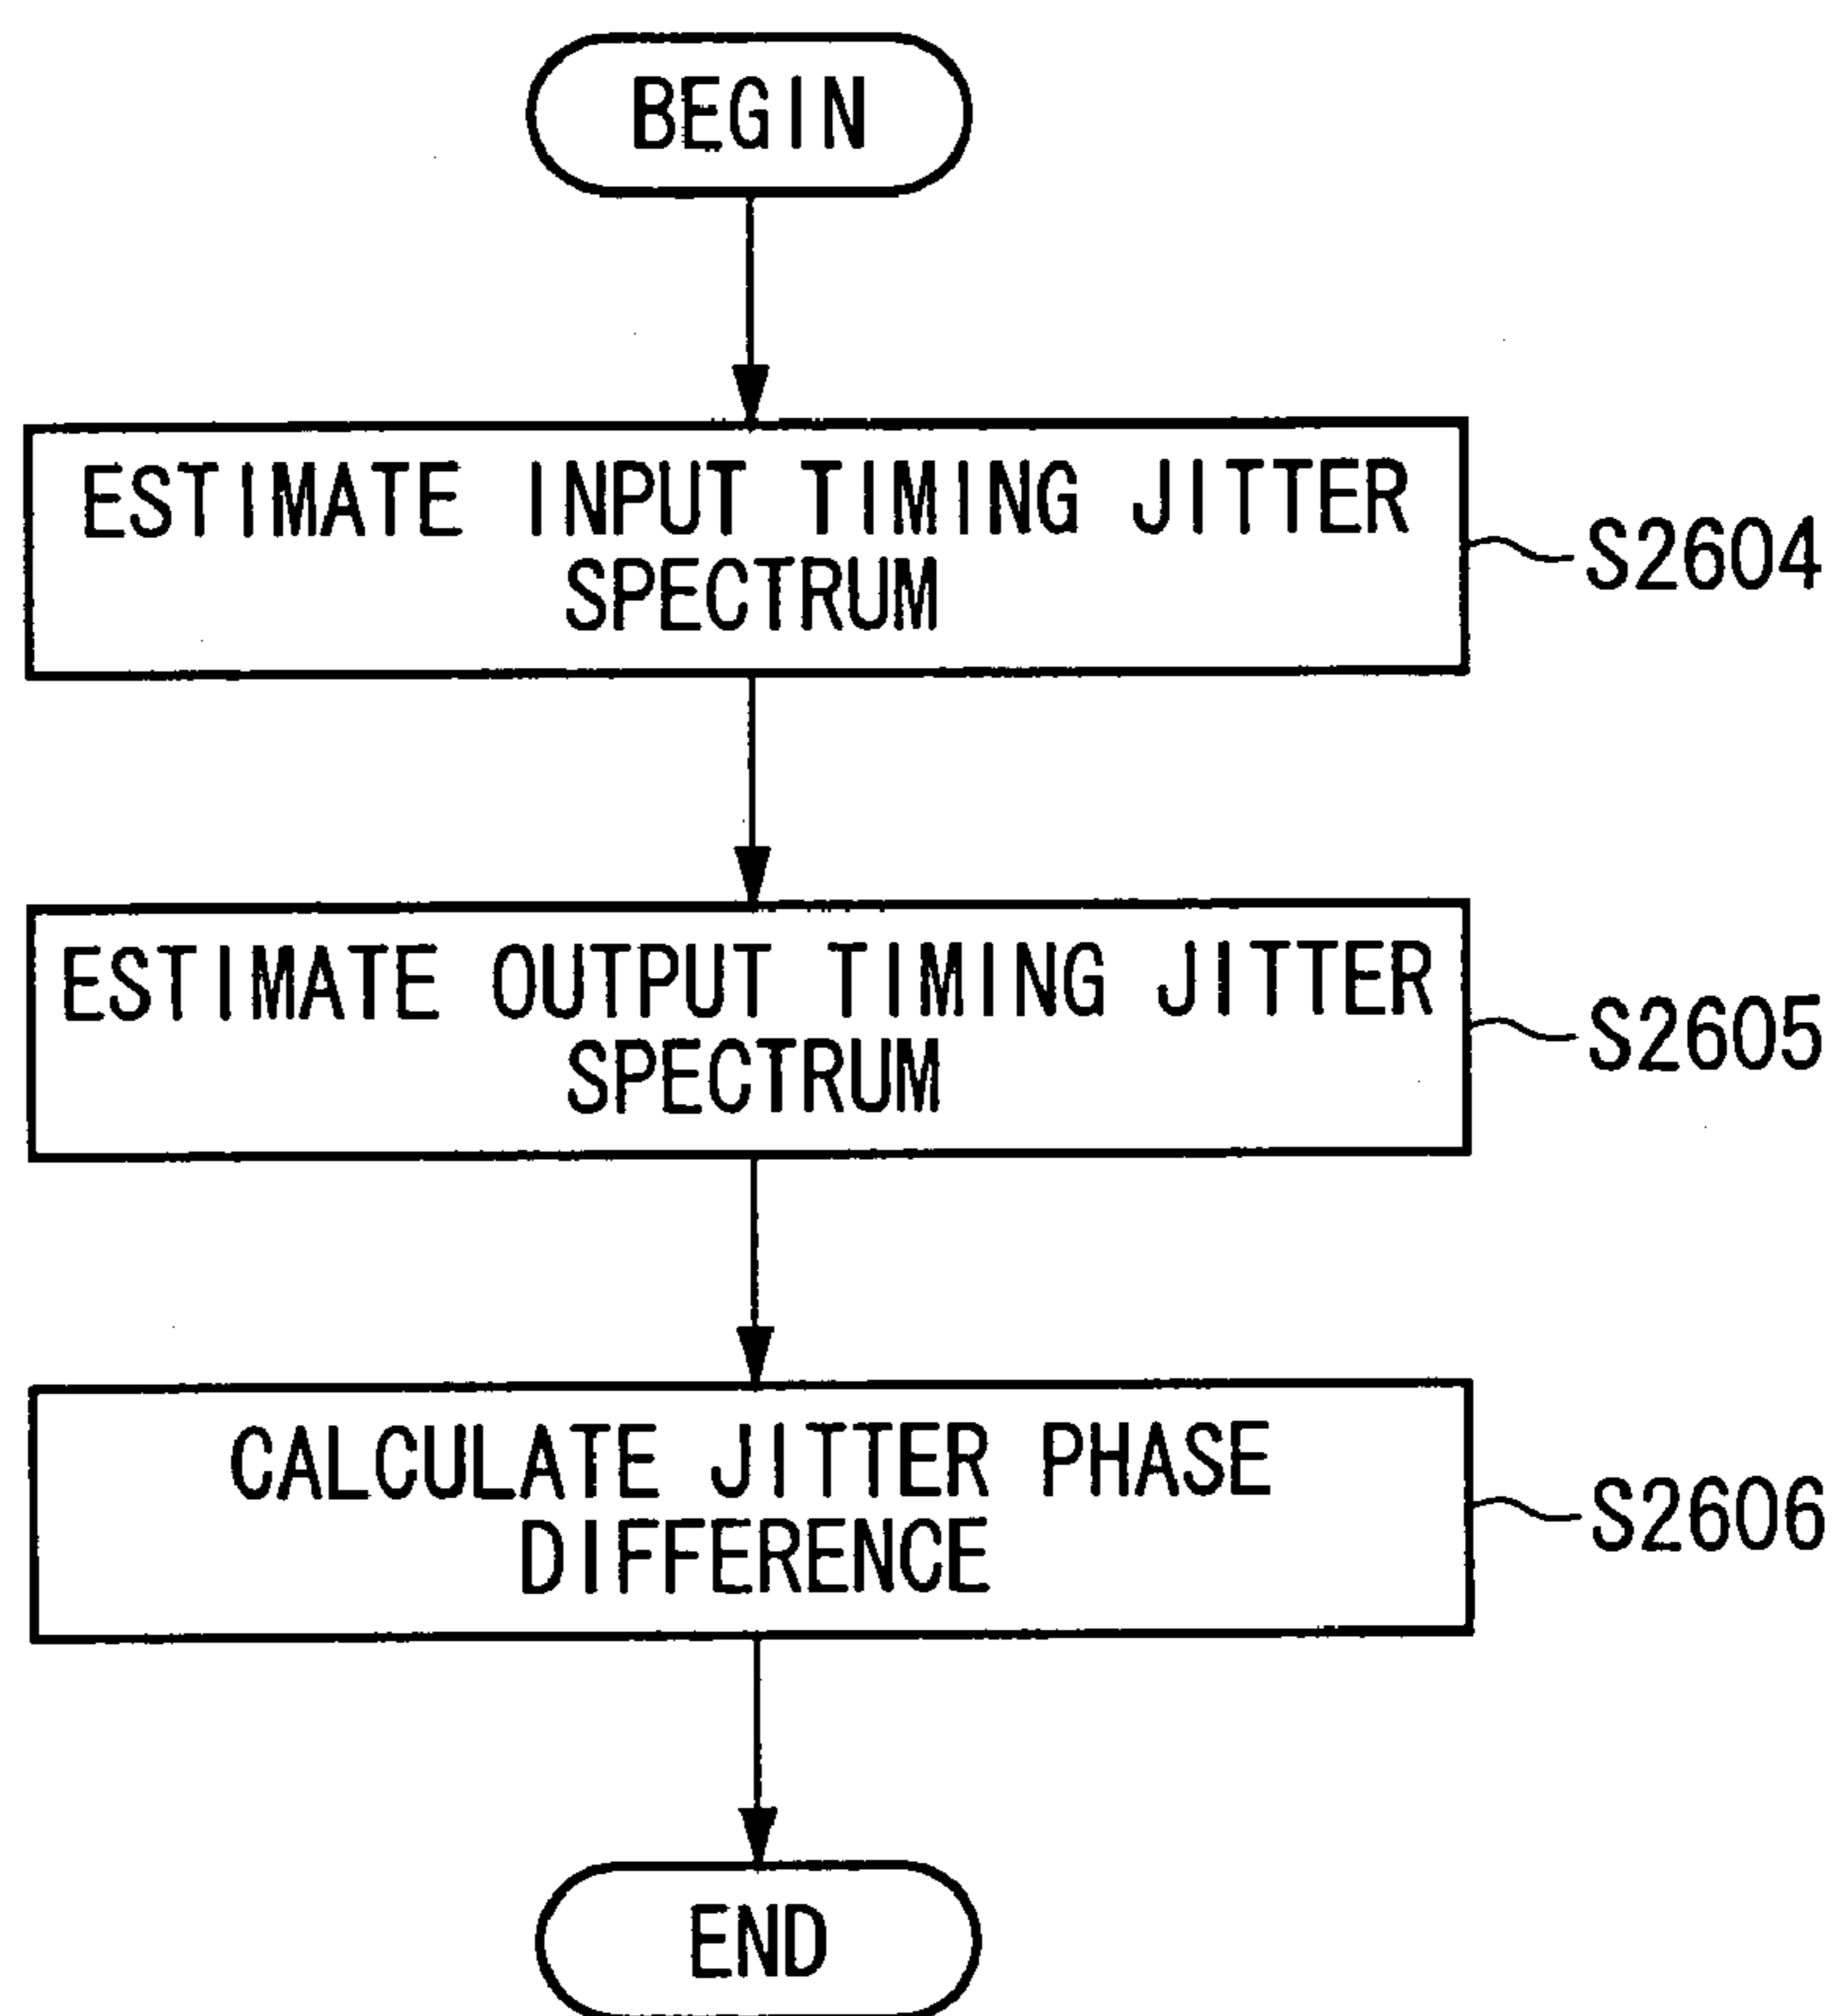 BEGIN
ESTIMATE INPUT TIMING JITTER
SPECTRUM
S2604
ESTIMATE OUTPUT TIMING JITTER
SPECTRUM
S2605
CALCULATE JITTER PHASE
DIFFERENCE
S2606
END